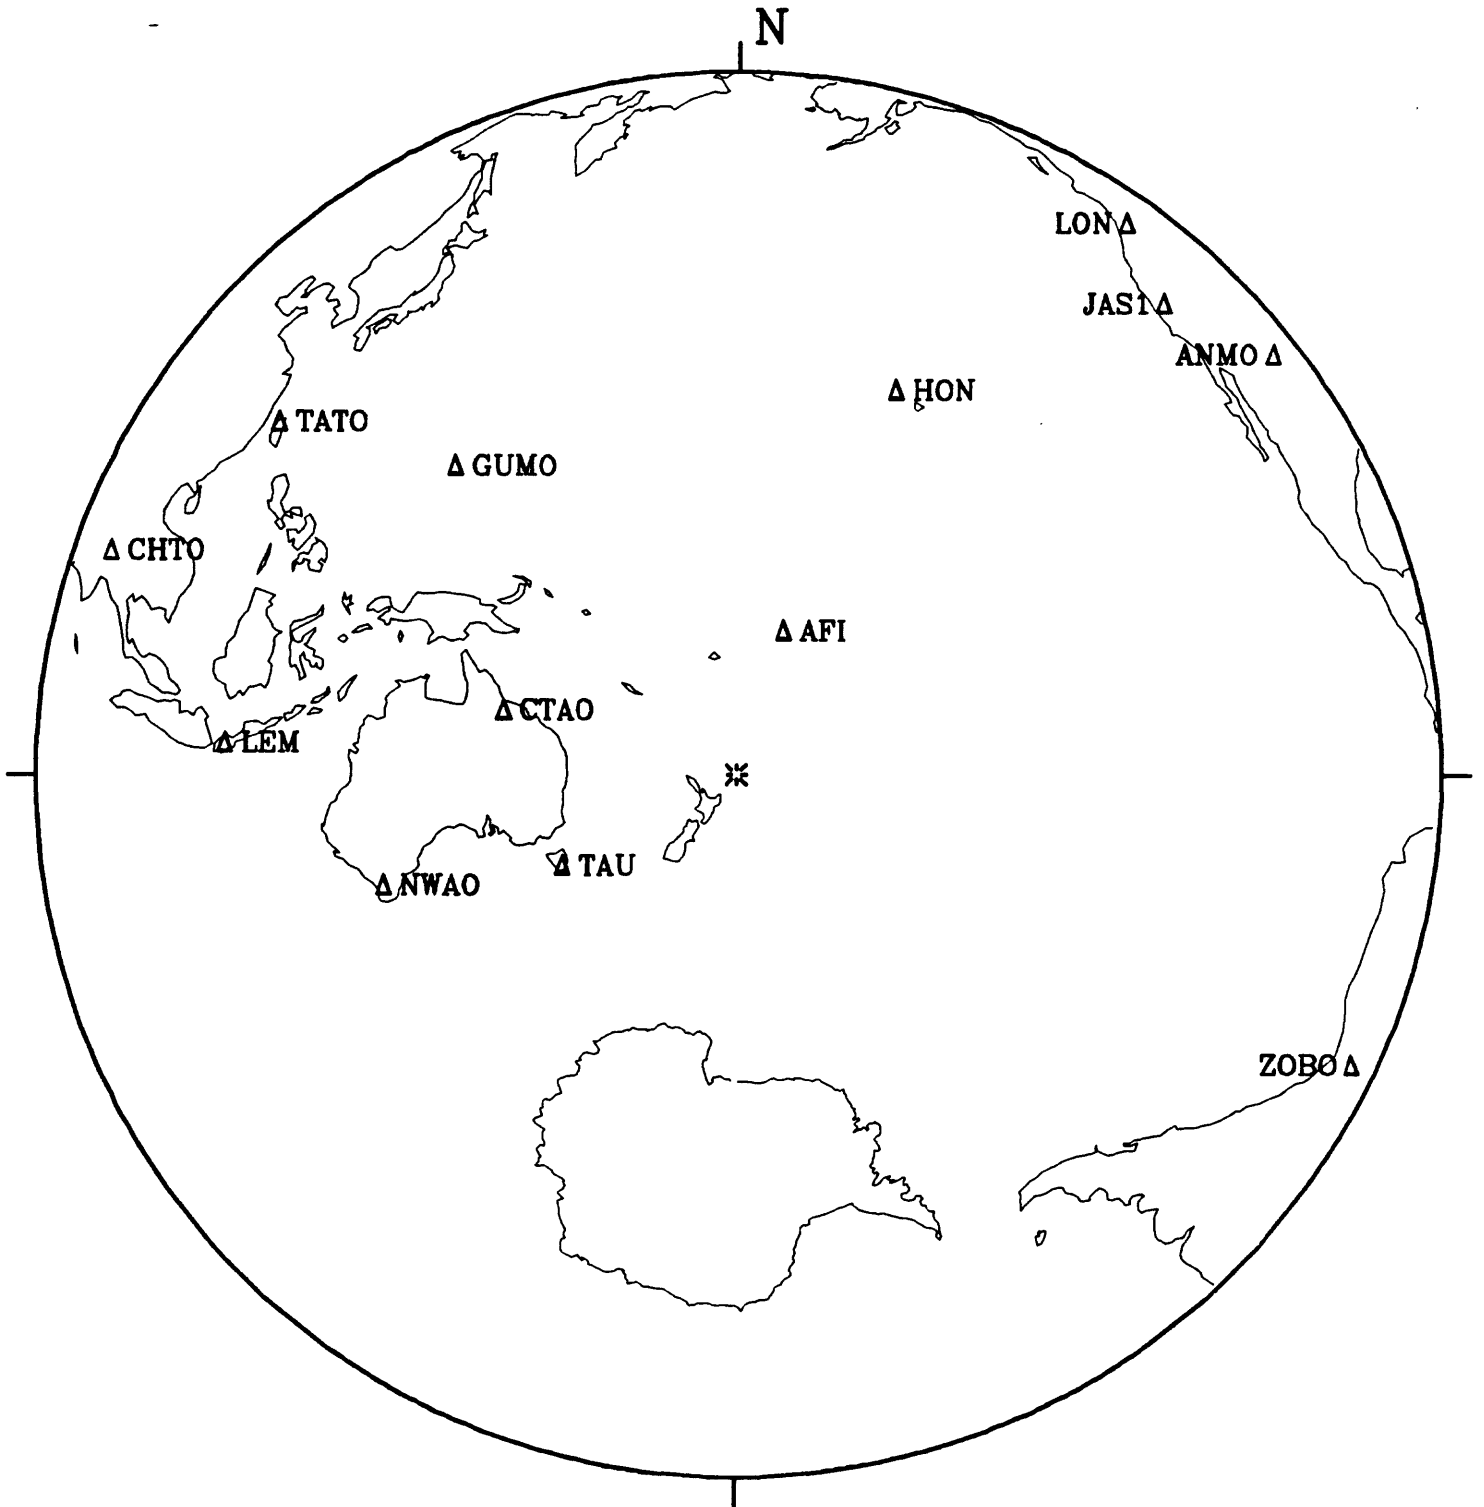 N
LON
JAS1
ANMO
HON
TATO
GUMO
CHTO
AFI
CTAO
LEM
TAU
NWAO
ZOBO